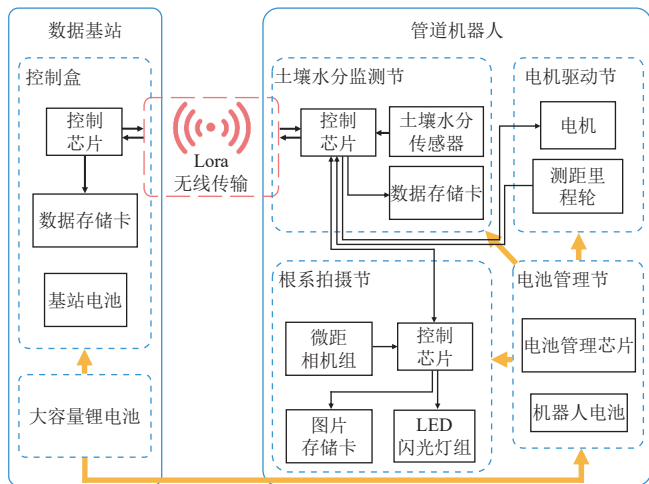 数据基站
控制盒
控制
芯片
数据存储卡
基站电池
大容量锂电池
Lora
无线传输
管道机器人
土壤水分监测节
控制
芯片
土壤水分
传感器
数据存储卡
电机驱动节
电机
测距里
程轮
根系拍摄节
微距
相机组
控制
芯片
图片
存储卡
LED
闪光灯组
电池管理节
电池管理芯片
机器人电池